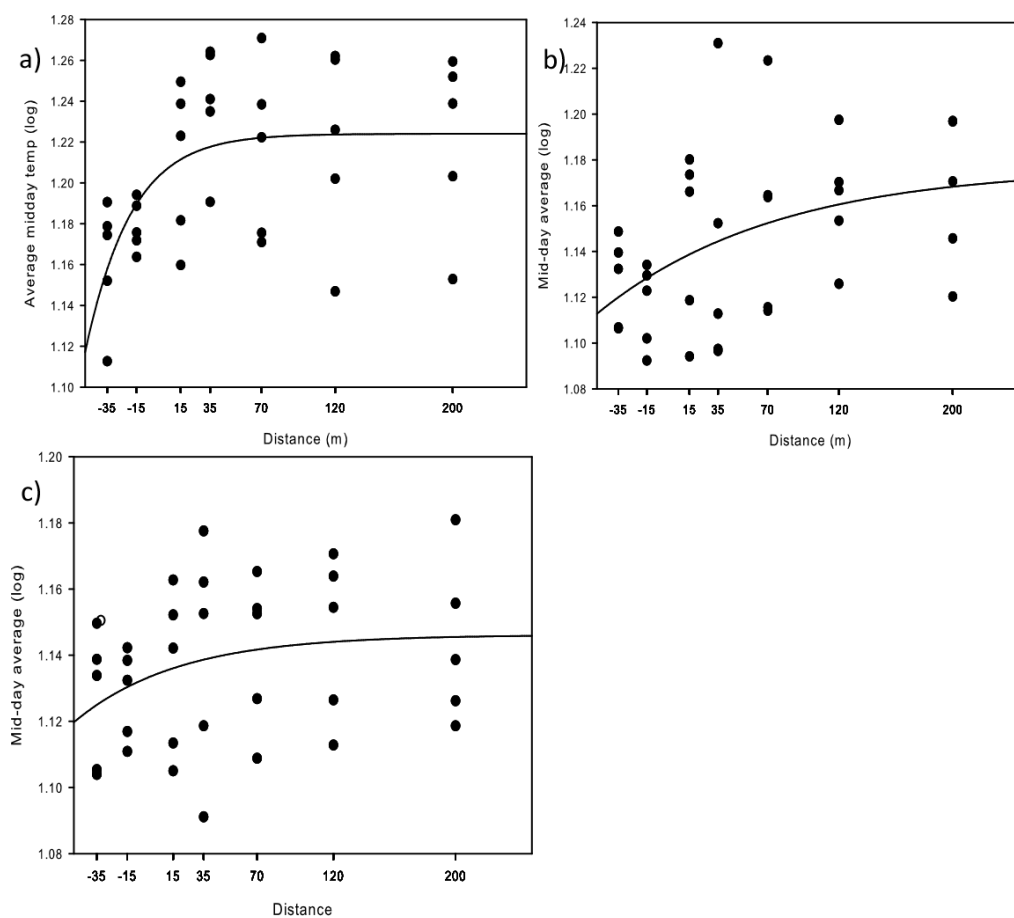 a)
Average midday temp (log)
1.28
1.26
1.24
1.22
1.20
1.18
1.16
1.14
1.12
1.10
-35 -15 15 35 70 120 200
Distance (m)
b)
Mid-day average (log)
1.24
1.22
1.20
1.18
1.16
1.14
1.12
1.10
1.08
-35 -15 15 35 70 120 200
Distance (m)
c)
Mid-day average (log)
1.20
1.18
1.16
1.14
1.12
1.10
1.08
-35 -15 15 35 70 120 200
Distance